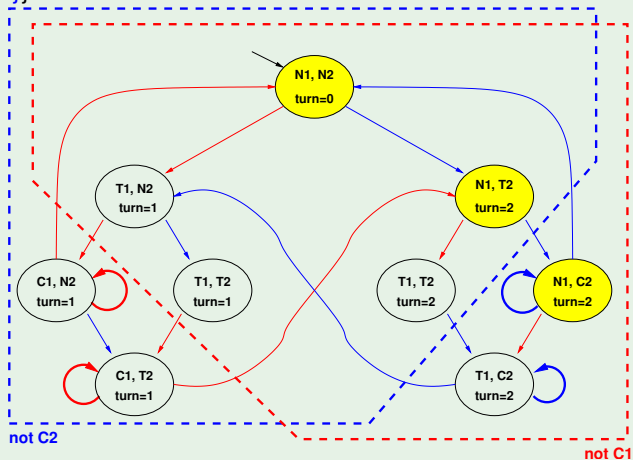 N1, N2
turn=0
T1, N2
turn=1
N1, T2
turn=2
C1, N2
turn=1
T1, T2
turn=1
T1, T2
turn=2
N1, C2
turn=2
C1, T2
turn=1
T1, C2
turn=2
not C2
not C1